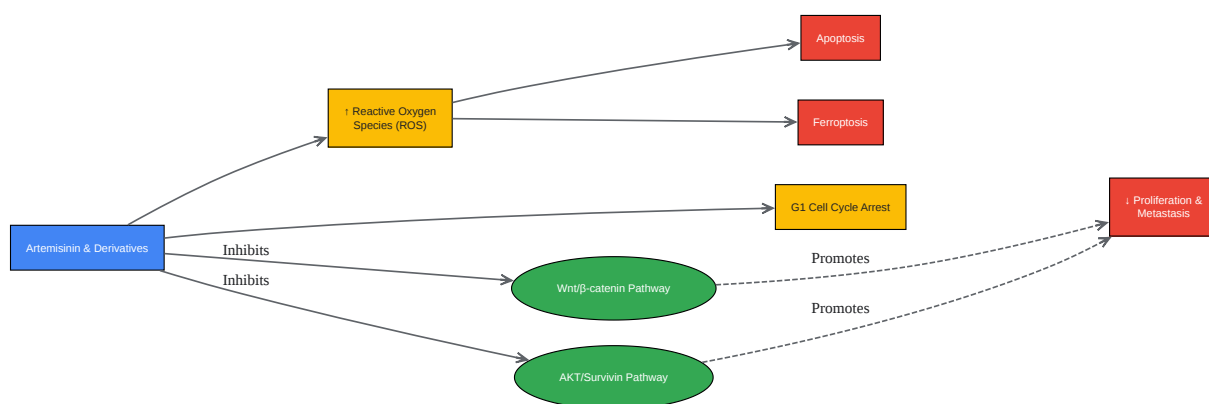 Apoptosis
↑ Reactive Oxygen
Species (ROS)
Ferroptosis
G1 Cell Cycle Arrest
↓ Proliferation &
Metastasis
Artemisinin & Derivatives
Inhibits
Inhibits
Wnt/β-catenin Pathway
Promotes
Promotes
AKT/Survivin Pathway